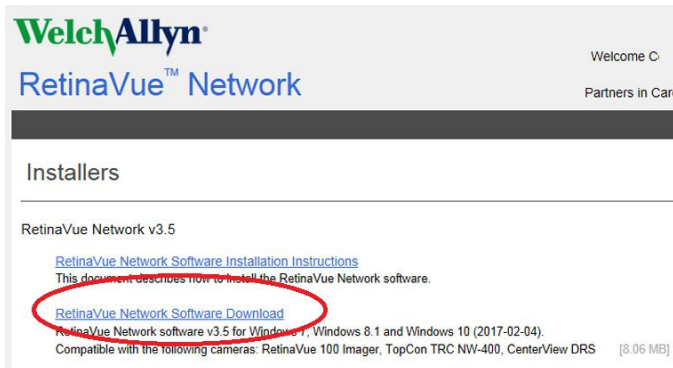 WelchAllyn®
RetinaVue™ Network
Welcome C
Partners in Car
Installers
RetinaVue Network v3.5
RetinaVue Network Software Installation Instructions
This document describes how to install the RetinaVue Network software.
RetinaVue Network Software Download
RetinaVue Network software v3.5 for Windows 7, Windows 8.1 and Windows 10 (2017-02-04).
Compatible with the following cameras: RetinaVue 100 Imager, TopCon TRC NW-400, CenterView DRS [8.06 MB]